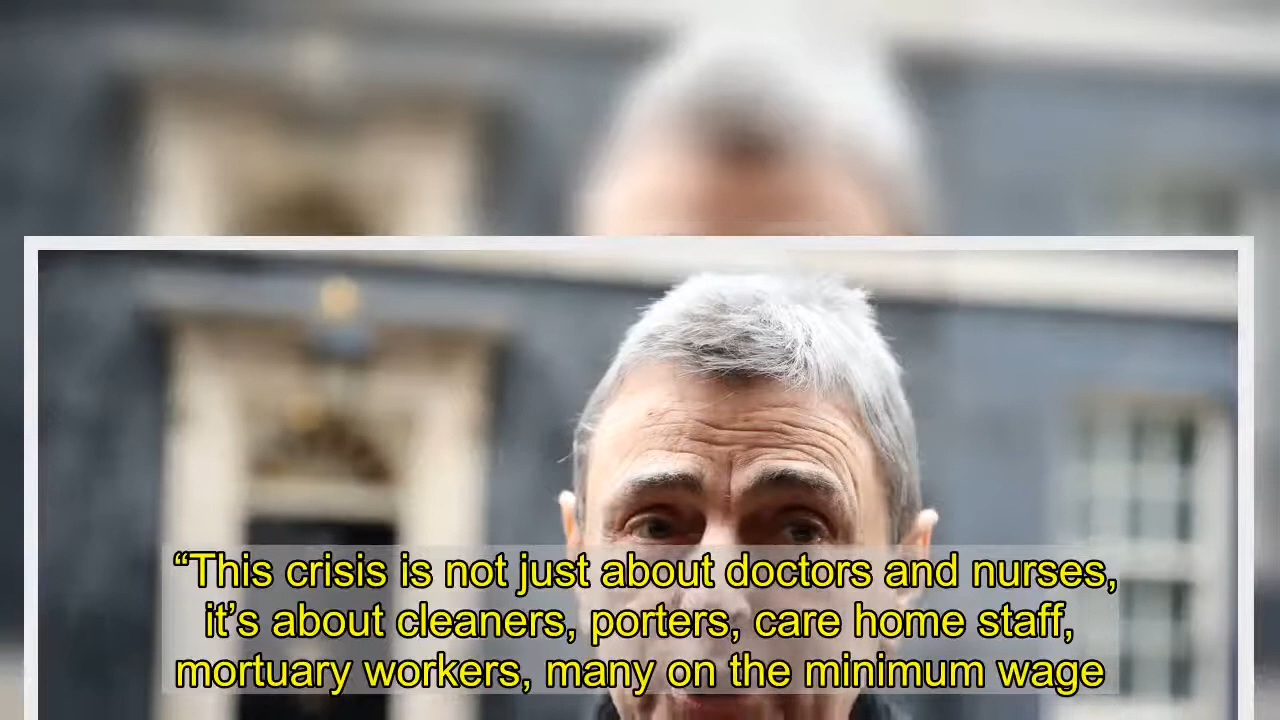 “This crisis is not just about doctors and nurses,
it’s about cleaners, porters, care home staff,
mortuary workers, many on the minimum wage